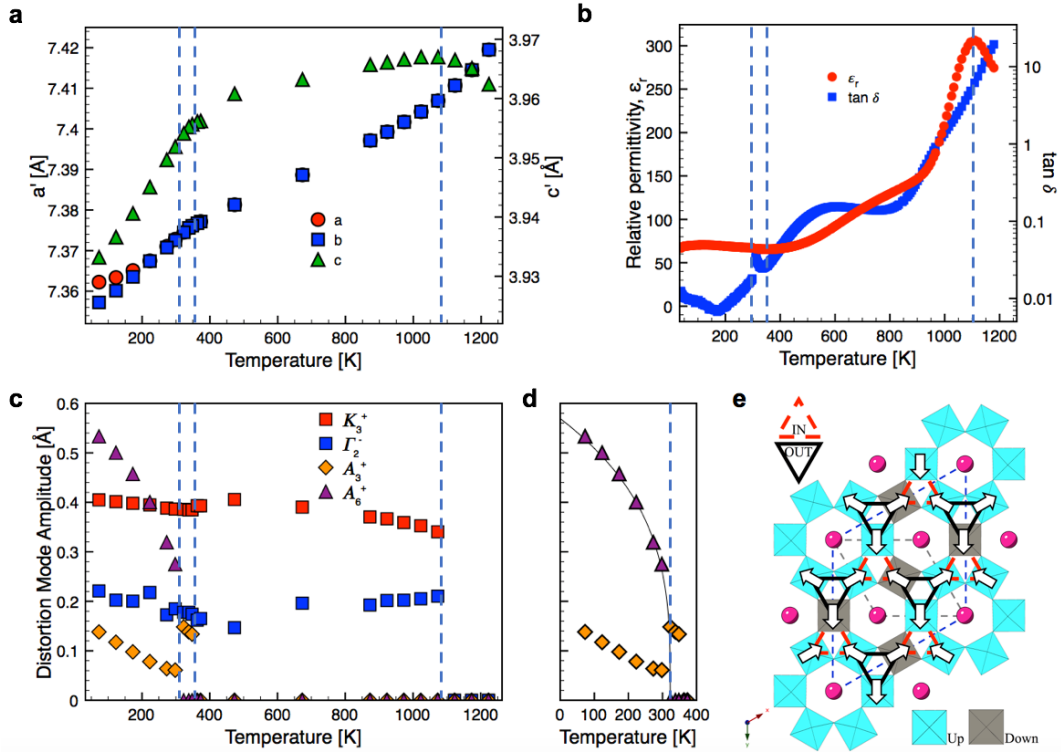 a
7.42
7.41
7.4
7.39
7.38
7.37
7.36
a' [Å]
3.97
3.96
3.95
3.94
3.93
c' [Å]
a
b
c
200 400 600 800 1000 1200
Temperature [K]
b
300
250
200
150
100
50
0
Relative permittivity, εr
εr
tan δ
10
1
0.1
0.01
tan δ
200 400 600 800 1000 1200
Temperature [K]
c
0.6
0.5
0.4
0.3
0.2
0.1
0
Distortion Mode Amplitude [Å]
K3+
Γ2-
A3+
A6+
200 400 600 800 1000 1200
Temperature [K]
d
0 100 200 300 400
Temperature [K]
e
IN
OUT
x
Up
Down